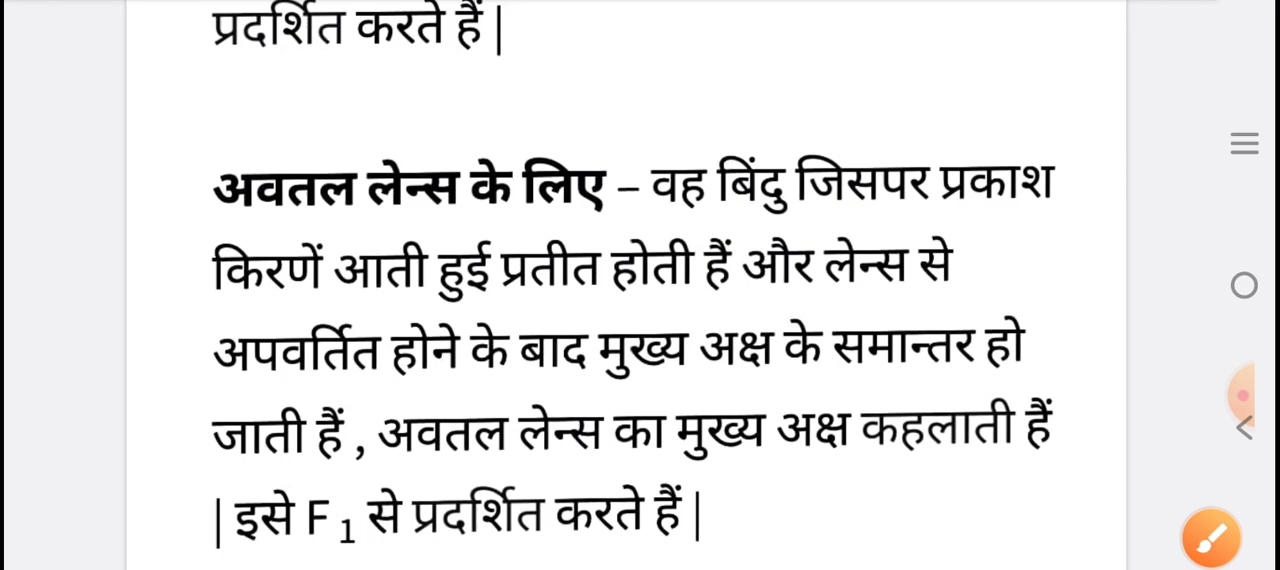 प्रदर्शित करते हैं |
अवतल लेन्स के लिए – वह बिंदु जिसपर प्रकाश
किरणें आती हुई प्रतीत होती हैं और लेन्स से
अपवर्तित होने के बाद मुख्य अक्ष के समान्तर हो
जाती हैं , अवतल लेन्स का मुख्य अक्ष कहलाती हैं
| इसे F 1 से प्रदर्शित करते हैं |